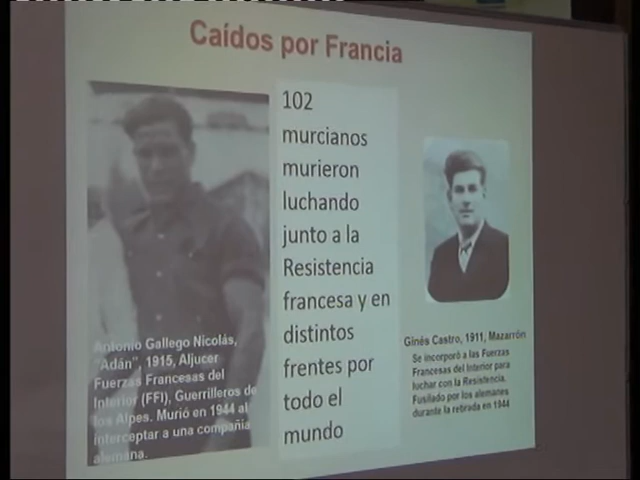 Caídos por Francia
Antonio Gallego Nicolás,
"Adán", 1915, Aljucer
Fuerzas Francesas del
Interior (FFI), Guerrilleros de
los Alpes. Murió en 1944 al
interceptar a una compañía
alemana.
102
murcianos
murieron
luchando
junto a la
Resistencia
francesa y en
distintos
frentes por
todo el
mundo
Ginés Castro, 1911, Mazarrón
Se incorporó a las Fuerzas
Francesas del Interior para
luchar con la Resistencia.
Fusilado por los alemanes
durante la retirada en 1944